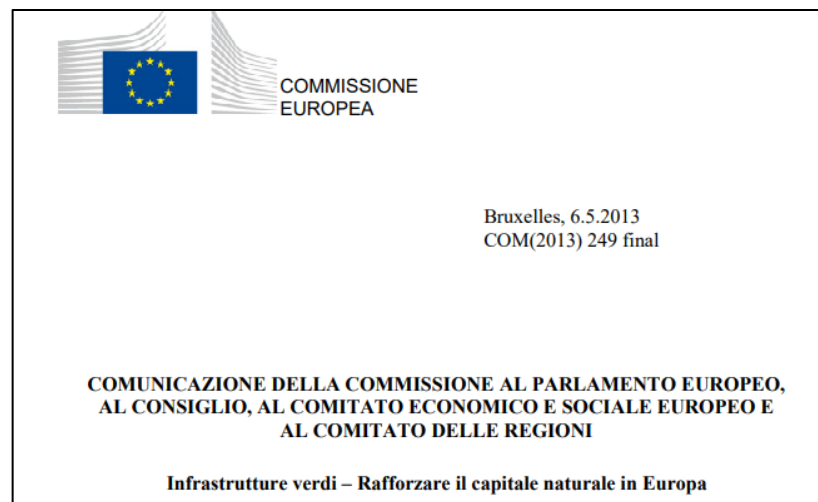 COMMISSIONE
EUROPEA
Bruxelles, 6.5.2013
COM(2013) 249 final
COMUNICAZIONE DELLA COMMISSIONE AL PARLAMENTO EUROPEO,
AL CONSIGLIO, AL COMITATO ECONOMICO E SOCIALE EUROPEO E
AL COMITATO DELLE REGIONI
Infrastrutture verdi – Rafforzare il capitale naturale in Europa